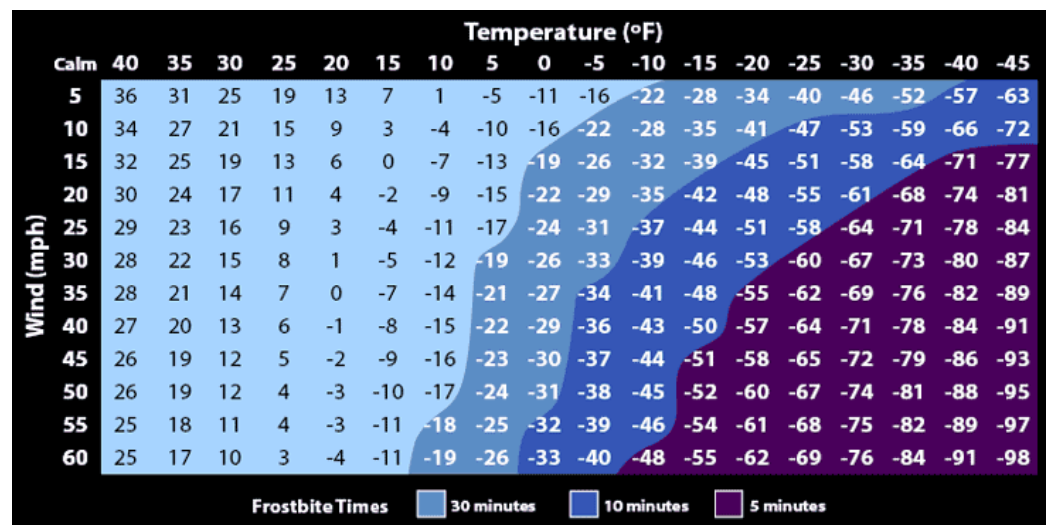 Temperature (ºF)
Calm 40 35 30 25 20 15 10 5 0 -5 -10 -15 -20 -25 -30 -35 -40 -45
5 36 31 25 19 13 7 1 -5 -11 -16 -22 -28 -34 -40 -46 -52 -57 -63
10 34 27 21 15 9 3 -4 -10 -16 -22 -28 -35 -41 -47 -53 -59 -66 -72
15 32 25 19 13 6 0 -7 -13 -19 -26 -32 -39 -45 -51 -58 -64 -71 -77
20 30 24 17 11 4 -2 -9 -15 -22 -29 -35 -42 -48 -55 -61 -68 -74 -81
25 29 23 16 9 3 -4 -11 -17 -24 -31 -37 -44 -51 -58 -64 -71 -78 -84
30 28 22 15 8 1 -5 -12 -19 -26 -33 -39 -46 -53 -60 -67 -73 -80 -87
35 28 21 14 7 0 -7 -14 -21 -27 -34 -41 -48 -55 -62 -69 -76 -82 -89
40 27 20 13 6 -1 -8 -15 -22 -29 -36 -43 -50 -57 -64 -71 -78 -84 -91
45 26 19 12 5 -2 -9 -16 -23 -30 -37 -44 -51 -58 -65 -72 -79 -86 -93
50 26 19 12 4 -3 -10 -17 -24 -31 -38 -45 -52 -60 -67 -74 -81 -88 -95
55 25 18 11 4 -3 -11 -18 -25 -32 -39 -46 -54 -61 -68 -75 -82 -89 -97
60 25 17 10 3 -4 -11 -19 -26 -33 -40 -48 -55 -62 -69 -76 -84 -91 -98
Wind (mph)
Frostbite Times 30 minutes 10 minutes 5 minutes